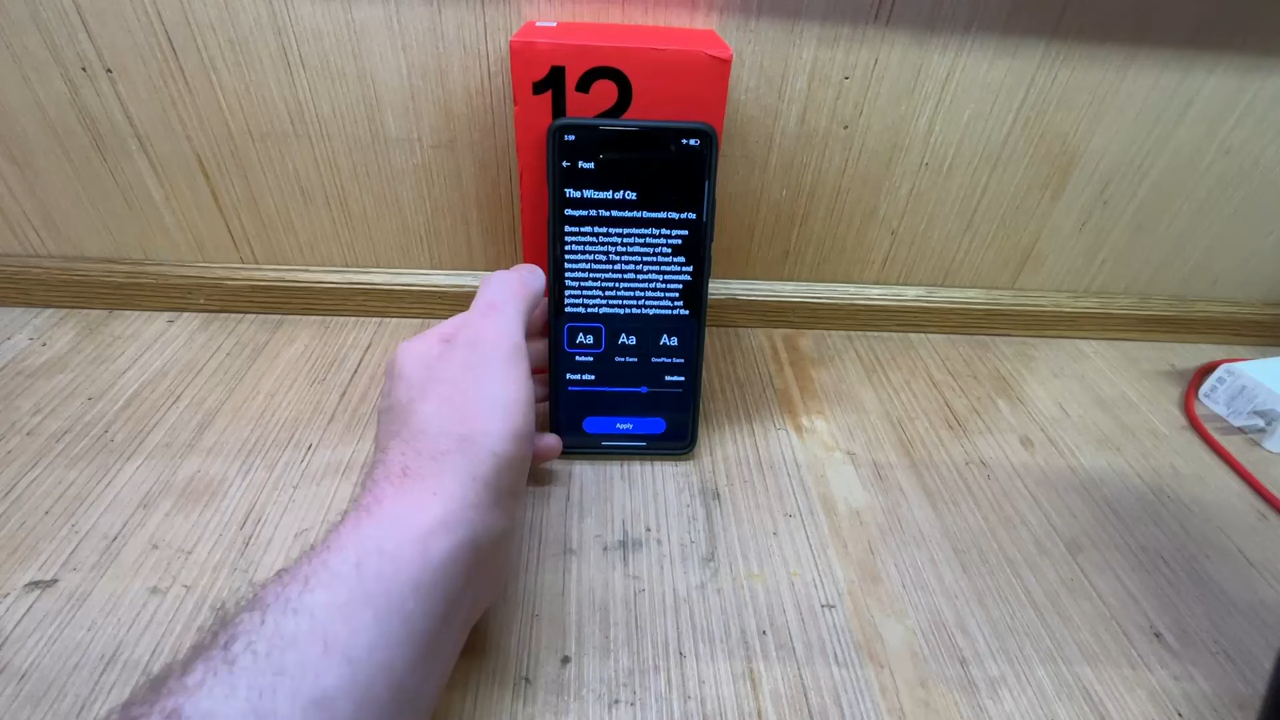 12
3:59
Font
The Wizard of Oz
Chapter XI: The Wonderful Emerald City of Oz
Even with their eyes protected by the green
spectacles, Dorothy and her friends were
at first dazzled by the brilliancy of the
wonderful City. The streets were lined with
beautiful houses all built of green marble and
studded everywhere with sparkling emeralds.
They walked over a pavement of the same
green marble, and where the blocks were
joined together were rows of emeralds, set
closely, and glittering in the brightness of the
Aa Aa Aa
Roboto One Sans OnePlus Sans
Font size Medium
Apply